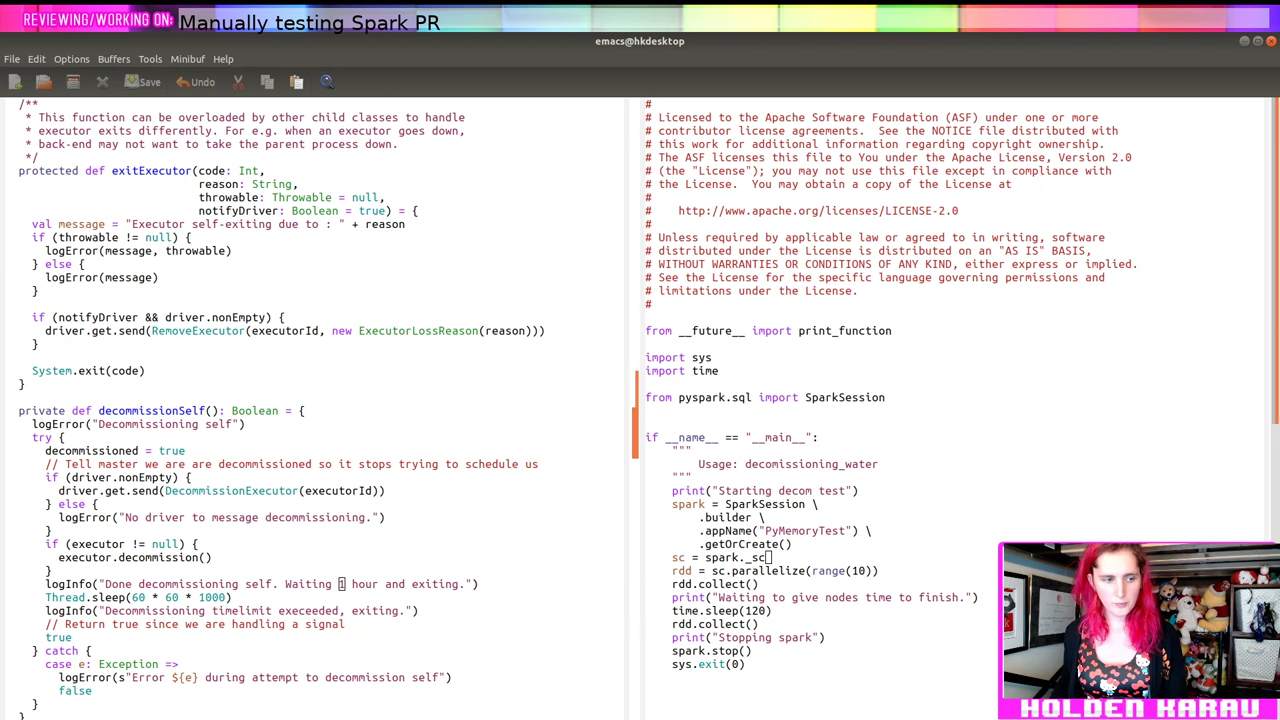 REVIEWING/WORKING ON: Manually testing Spark PR
emacs@hkdesktop
File Edit Options Buffers Tools Minibuf Help
Save Undo
/**
* This function can be overloaded by other child classes to handle
* executor exits differently. For e.g. when an executor goes down,
* back-end may not want to take the parent process down.
*/
protected def exitExecutor(code: Int,
reason: String,
throwable: Throwable = null,
notifyDriver: Boolean = true) = {
val message = "Executor self-exiting due to : " + reason
if (throwable != null) {
logError(message, throwable)
} else {
logError(message)
}
if (notifyDriver && driver.nonEmpty) {
driver.get.send(RemoveExecutor(executorId, new ExecutorLossReason(reason)))
}
System.exit(code)
}
private def decommissionSelf(): Boolean = {
logError("Decommissioning self")
try {
decommissioned = true
// Tell master we are are decommissioned so it stops trying to schedule us
if (driver.nonEmpty) {
driver.get.send(DecommissionExecutor(executorId))
} else {
logError("No driver to message decommissioning.")
}
if (executor != null) {
executor.decommission()
}
logInfo("Done decommissioning self. Waiting 1 hour and exiting.")
Thread.sleep(60 * 60 * 1000)
logInfo("Decommissioning timelimit execeeded, exiting.")
// Return true since we are handling a signal
true
} catch {
case e: Exception =>
logError(s"Error ${e} during attempt to decommission self")
false
}
}
#
# Licensed to the Apache Software Foundation (ASF) under one or more
# contributor license agreements.  See the NOTICE file distributed with
# this work for additional information regarding copyright ownership.
# The ASF licenses this file to You under the Apache License, Version 2.0
# (the "License"); you may not use this file except in compliance with
# the License.  You may obtain a copy of the License at
#
#    http://www.apache.org/licenses/LICENSE-2.0
#
# Unless required by applicable law or agreed to in writing, software
# distributed under the License is distributed on an "AS IS" BASIS,
# WITHOUT WARRANTIES OR CONDITIONS OF ANY KIND, either express or implied.
# See the License for the specific language governing permissions and
# limitations under the License.
#
from __future__ import print_function
import sys
import time
from pyspark.sql import SparkSession
if __name__ == "__main__":
"""
Usage: decomissioning_water
"""
print("Starting decom test")
spark = SparkSession \
.builder \
.appName("PyMemoryTest") \
.getOrCreate()
sc = spark._sc
rdd = sc.parallelize(range(10))
rdd.collect()
print("Waiting to give nodes time to finish.")
time.sleep(120)
rdd.collect()
print("Stopping spark")
spark.stop()
sys.exit(0)
HOLDEN KARAU